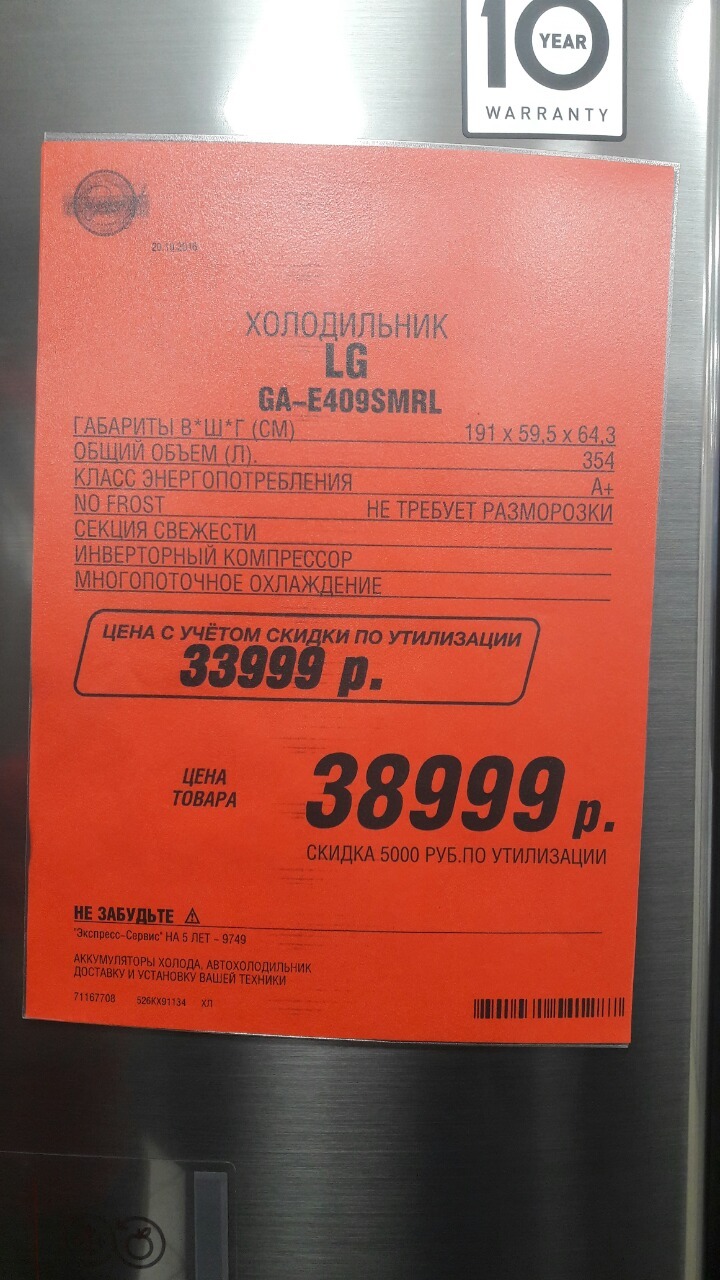 10
YEAR
WARRANTY
ХОЛОДИЛЬНИК
LG
GA-E409SMRL
ГАБАРИТЫ В*Ш*Г (СМ) 191 x 59,5 x 64,3
ОБЩИЙ ОБЪЕМ (Л). 354
КЛАСС ЭНЕРГОПОТРЕБЛЕНИЯ А+
NO FROST НЕ ТРЕБУЕТ РАЗМОРОЗКИ
СЕКЦИЯ СВЕЖЕСТИ
ИНВЕРТОРНЫЙ КОМПРЕССОР
МНОГОПОТОЧНОЕ ОХЛАЖДЕНИЕ
ЦЕНА С УЧЁТОМ СКИДКИ ПО УТИЛИЗАЦИИ
33999 р.
ЦЕНА
ТОВАРА
38999 р.
СКИДКА 5000 РУБ.ПО УТИЛИЗАЦИИ
НЕ ЗАБУДЬТЕ
"Экспресс-Сервис" НА 5 ЛЕТ - 9749
АККУМУЛЯТОРЫ ХОЛОДА, АВТОХОЛОДИЛЬНИК
ДОСТАВКУ И УСТАНОВКУ ВАШЕЙ ТЕХНИКИ
71167708 526KX91134 ХЛ